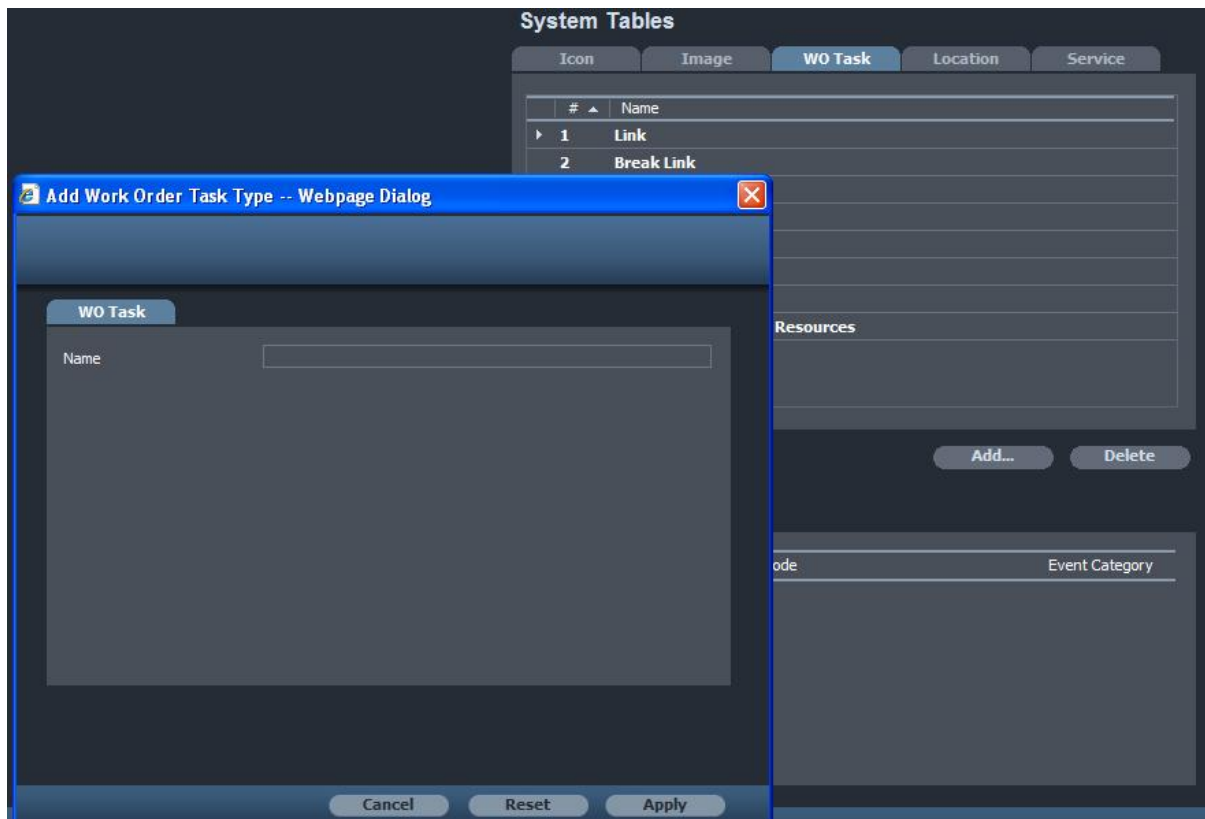 System Tables
Icon Image WO Task Location Service
# Name
1 Link
2 Break Link
Add Work Order Task Type -- Webpage Dialog
WO Task
Resources
Name
Add... Delete
Event Category
Cancel Reset Apply